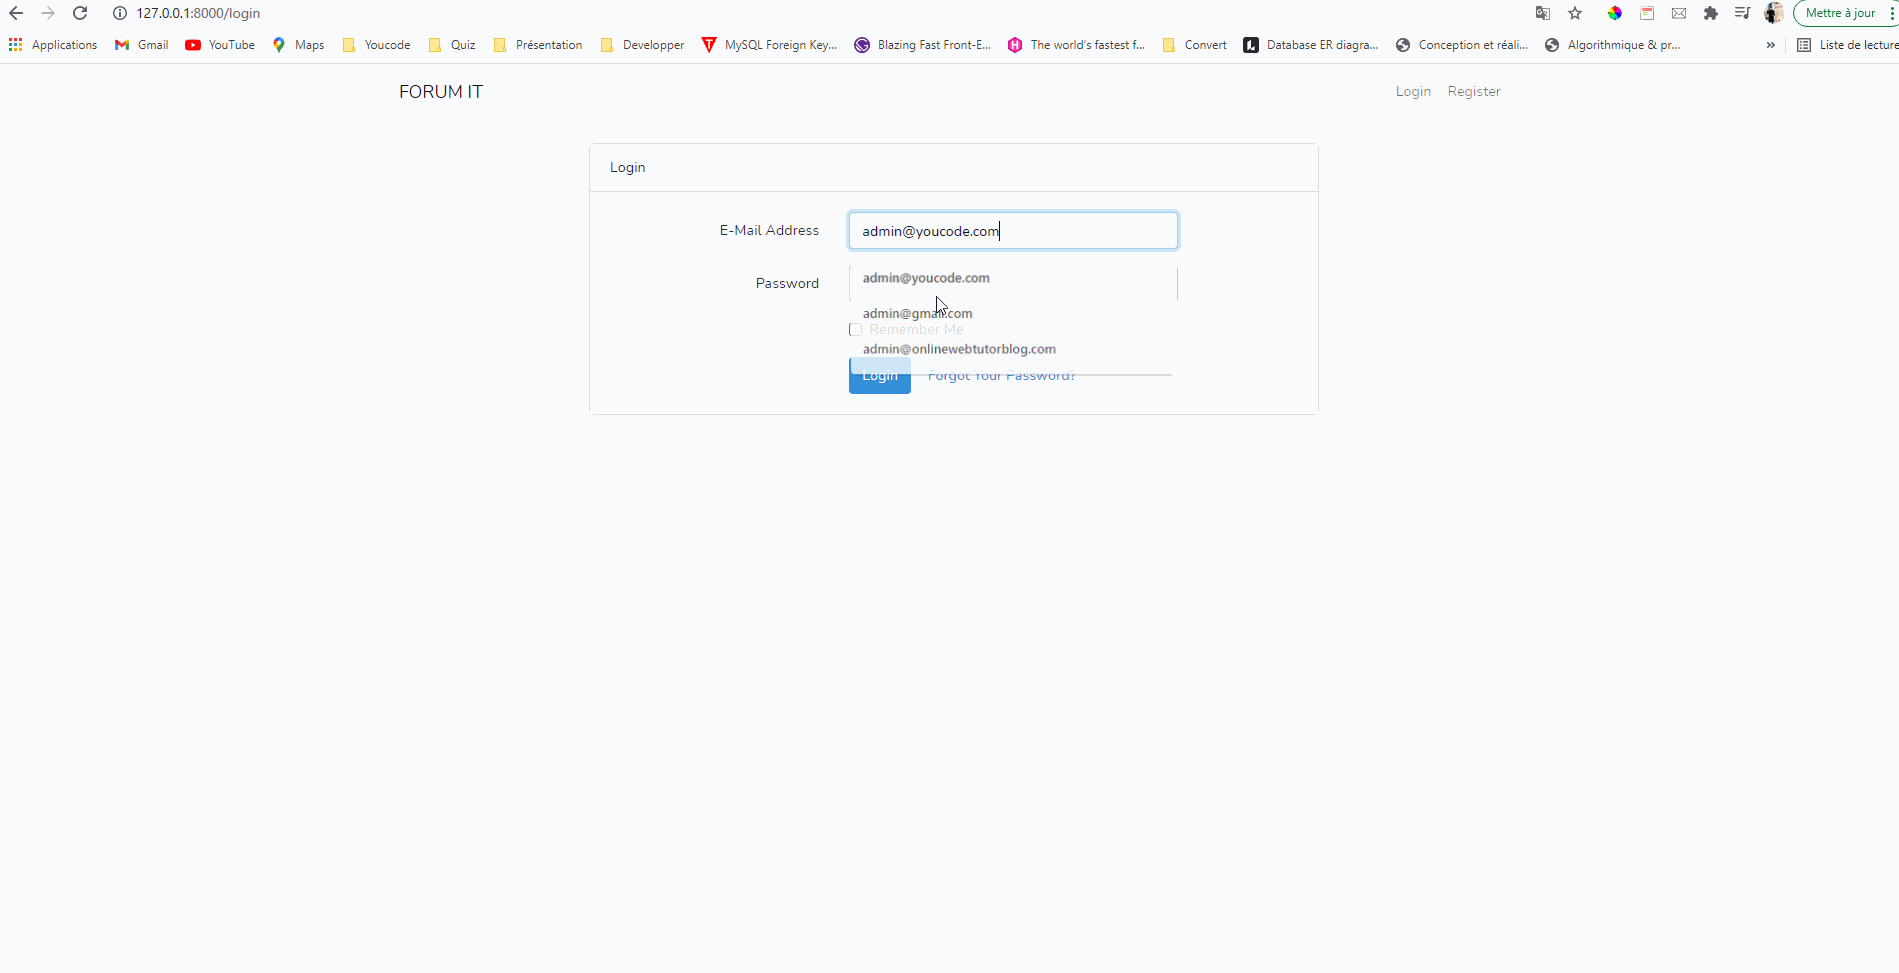 127.0.0.1:8000/login
Mettre à jour
Applications Gmail YouTube Maps Youcode Quiz Présentation Developper MySQL Foreign Key... Blazing Fast Front-E... The world's fastest f... Convert Database ER diagra... Conception et réali... Algorithmique & pr... » Liste de lecture
FORUM IT
Login Register
Login
E-Mail Address admin@youcode.com
Password admin@youcode.com
admin@gmail.com
Remember Me
admin@onlinewebtutorblog.com
Login Forgot Your Password?